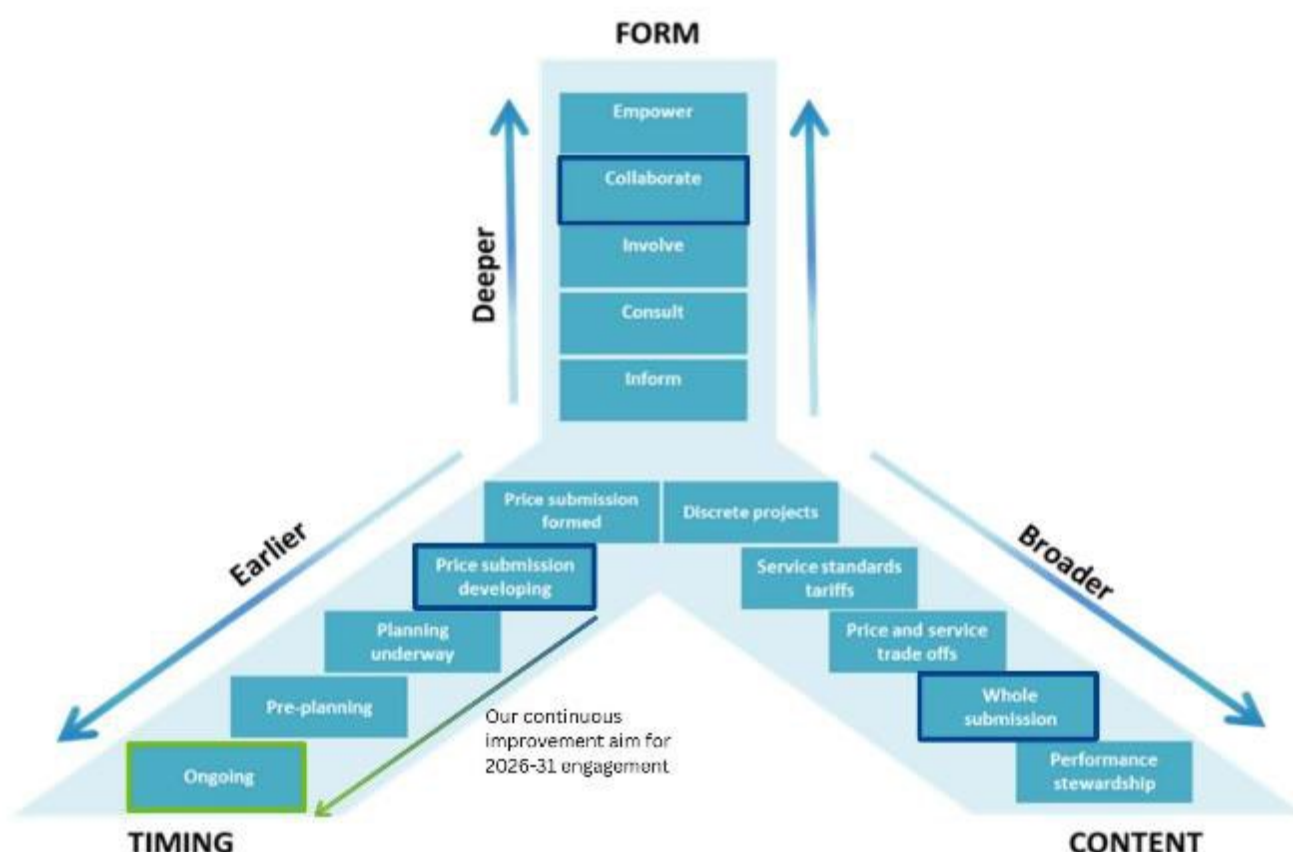 FORM
Empower
Collaborate
Involve
Consult
Inform
Deeper
Price submission
formed
Discrete projects
Earlier
Broader
Price submission
developing
Service standards
tariffs
Planning
underway
Price and service
trade offs
Pre-planning
Whole
submission
Our continuous
improvement aim for
2026-31 engagement
Ongoing
Performance
stewardship
TIMING
CONTENT